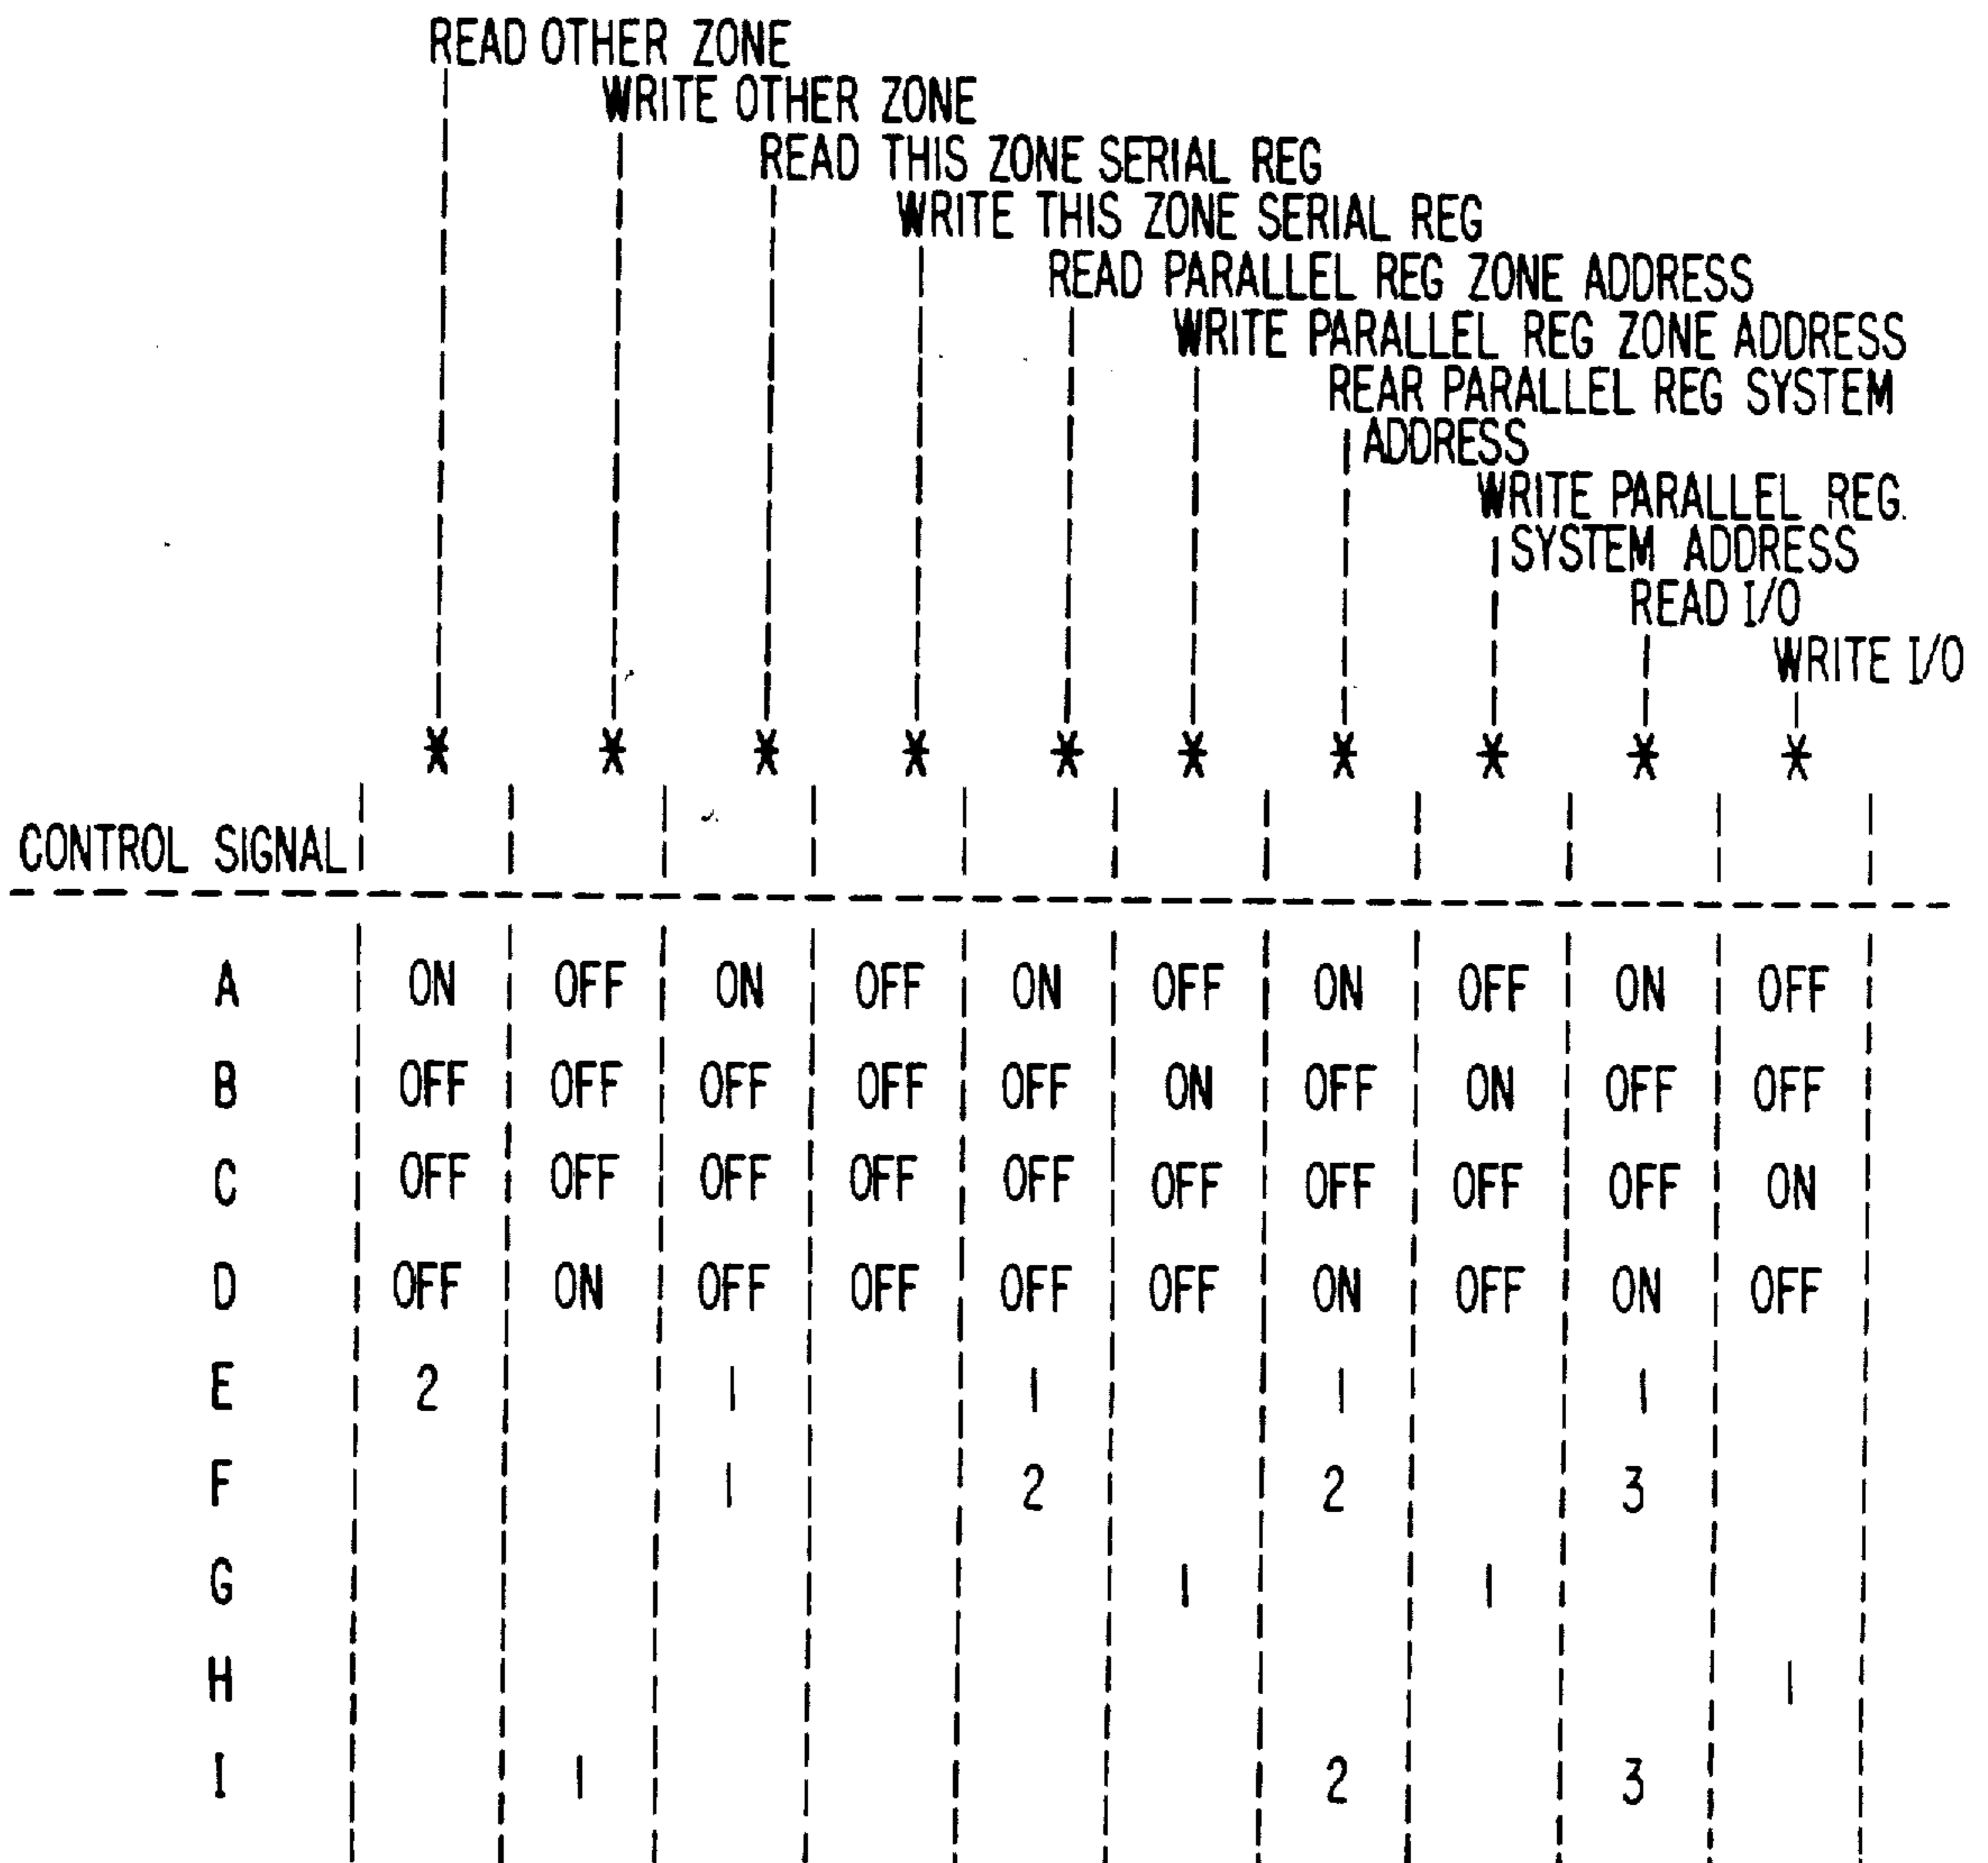 READ OTHER ZONE
WRITE OTHER ZONE
READ THIS ZONE SERIAL REG
WRITE THIS ZONE SERIAL REG
READ PARALLEL REG ZONE ADDRESS
WRITE PARALLEL REG ZONE ADDRESS
REAR PARALLEL REG SYSTEM
ADDRESS
WRITE PARALLEL REG.
SYSTEM ADDRESS
READ I/O
WRITE I/O
* * * * * * * * * *
CONTROL SIGNAL
A ON OFF ON OFF ON OFF ON OFF ON OFF
B OFF OFF OFF OFF OFF ON OFF ON OFF OFF
C OFF OFF OFF OFF OFF OFF OFF OFF OFF ON
D OFF ON OFF OFF OFF OFF ON OFF ON OFF
E 2 1 1 1 1
F 1 2 2 3
G 1 1
H 1
I 1 2 3